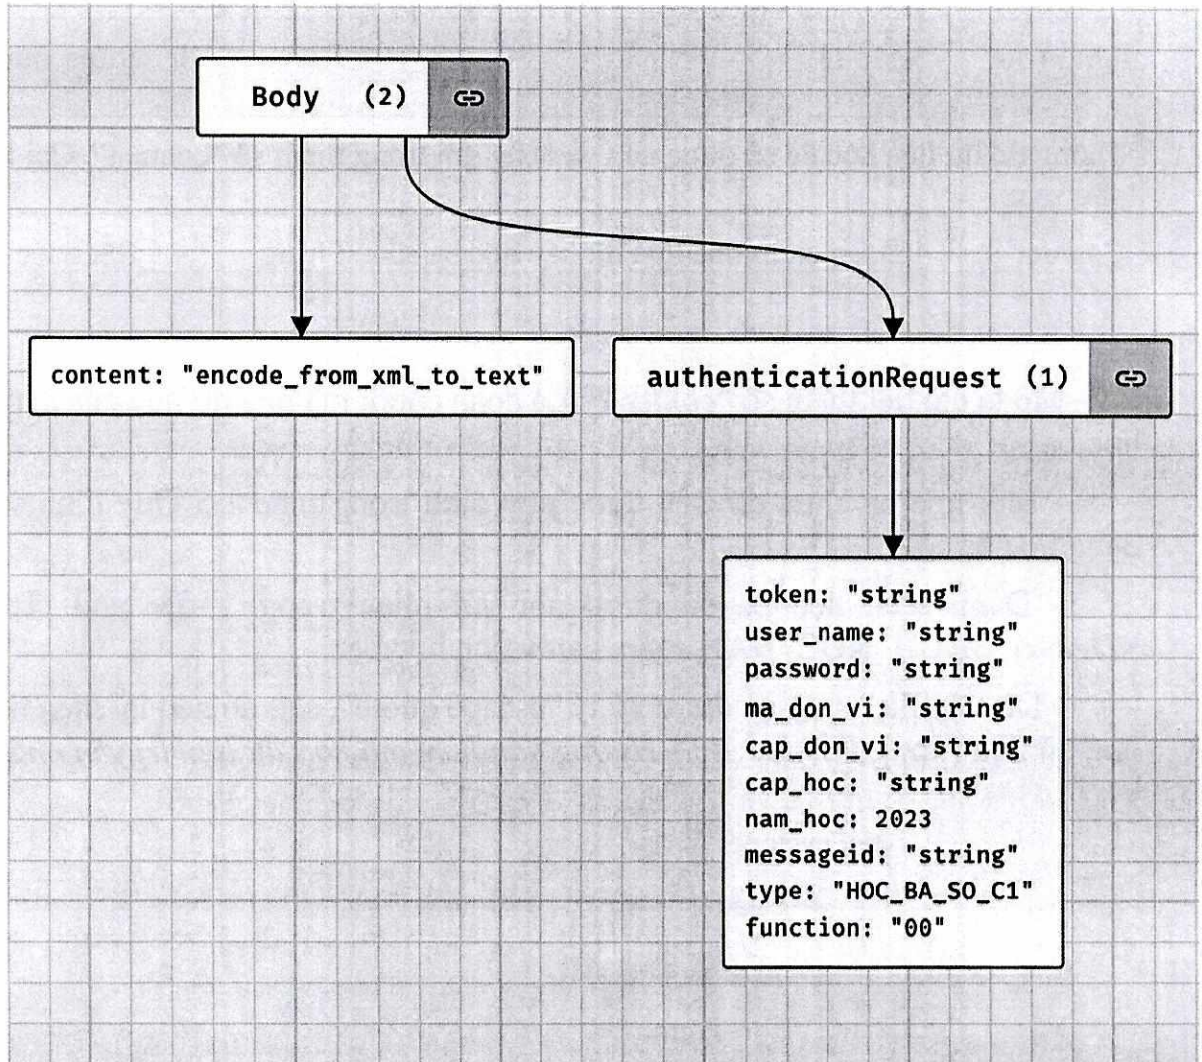 Body (2)
content: "encode_from_xml_to_text"
authenticationRequest (1)
token: "string"
user_name: "string"
password: "string"
ma_don_vi: "string"
cap_don_vi: "string"
cap_hoc: "string"
nam_hoc: 2023
messageid: "string"
type: "HOC_BA_SO_C1"
function: "00"